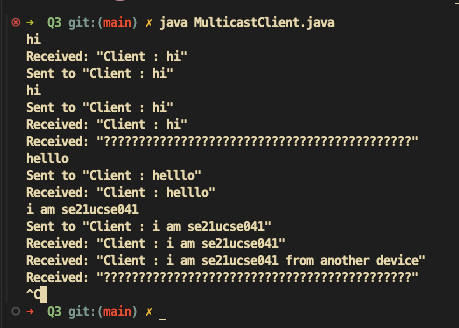 ⊗ → Q3 git:(main) ✗ java MulticastClient.java
hi
Received: "Client : hi"
Sent to "Client : hi"
hi
Sent to "Client : hi"
Received: "Client : hi"
Received: "????????????????????????????????????????????"
helllo
Sent to "Client : helllo"
Received: "Client : helllo"
i am se21ucse041
Sent to "Client : i am se21ucse041"
Received: "Client : i am se21ucse041"
Received: "Client : i am se21ucse041 from another device"
Received: "????????????????????????????????????????????"
^C
○ → Q3 git:(main) ✗ _